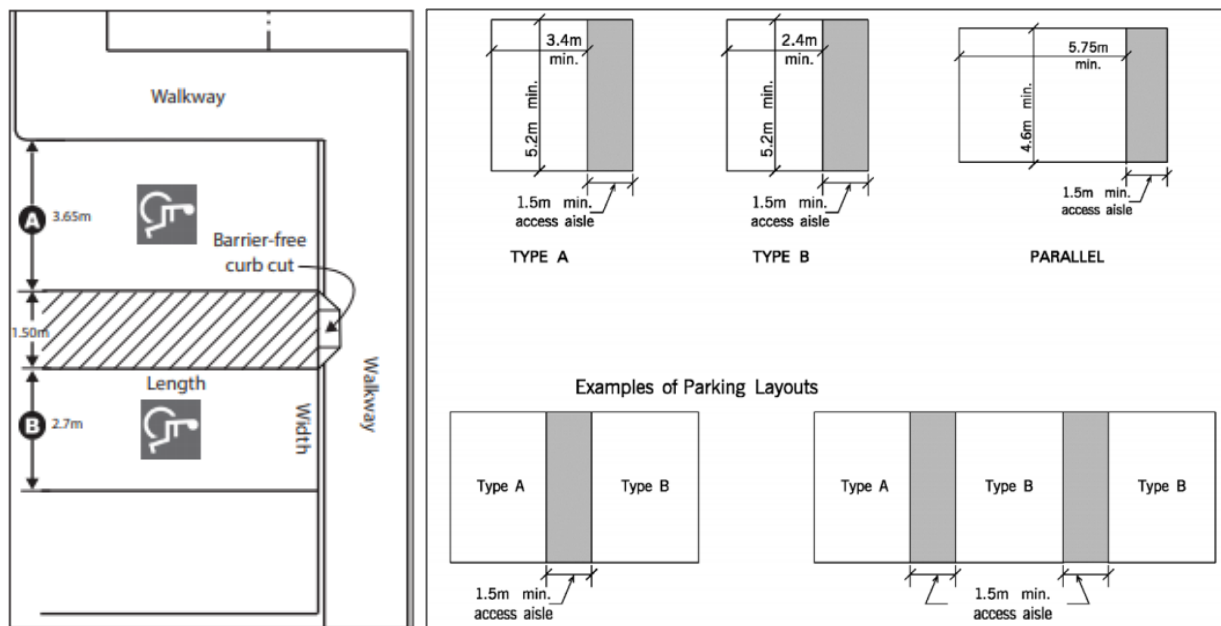 Walkway
A
3.65m
Barrier-free
curb cut
1.50m
Length
Walkway
Width
B
2.7m
3.4m
min.
5.2m min.
1.5m min.
access aisle
TYPE A
2.4m
min.
5.2m min.
1.5m min.
access aisle
TYPE B
5.75m
min.
4.6m min.
1.5m min.
access aisle
PARALLEL
Examples of Parking Layouts
Type A
Type B
1.5m min.
access aisle
Type A
Type B
Type B
1.5m min.
access aisle